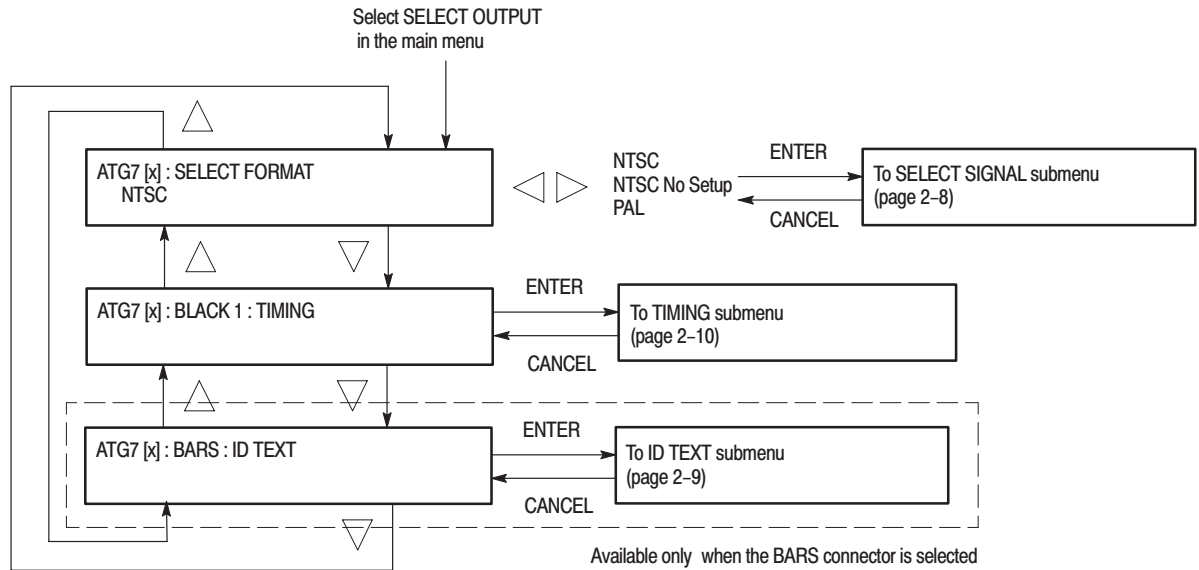 Select SELECT OUTPUT
in the main menu
ATG7 [x] : SELECT FORMAT
NTSC
NTSC
NTSC No Setup
PAL
ENTER
CANCEL
To SELECT SIGNAL submenu
(page 2–8)
ATG7 [x] : BLACK 1 : TIMING
ENTER
CANCEL
To TIMING submenu
(page 2–10)
ATG7 [x] : BARS : ID TEXT
ENTER
CANCEL
To ID TEXT submenu
(page 2–9)
Available only when the BARS connector is selected